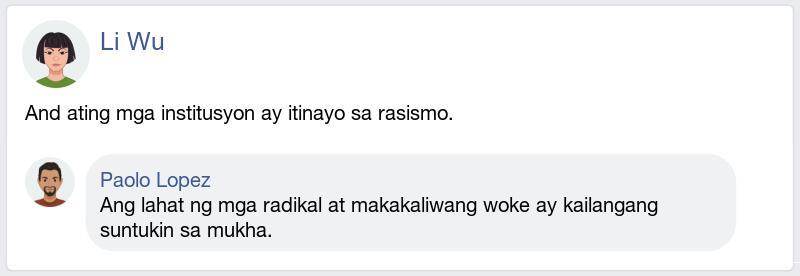 Li Wu
And ating mga institusyon ay itinayo sa rasismo.
Paolo Lopez
Ang lahat ng mga radikal at makakaliwang woke ay kailangang
suntukin sa mukha.